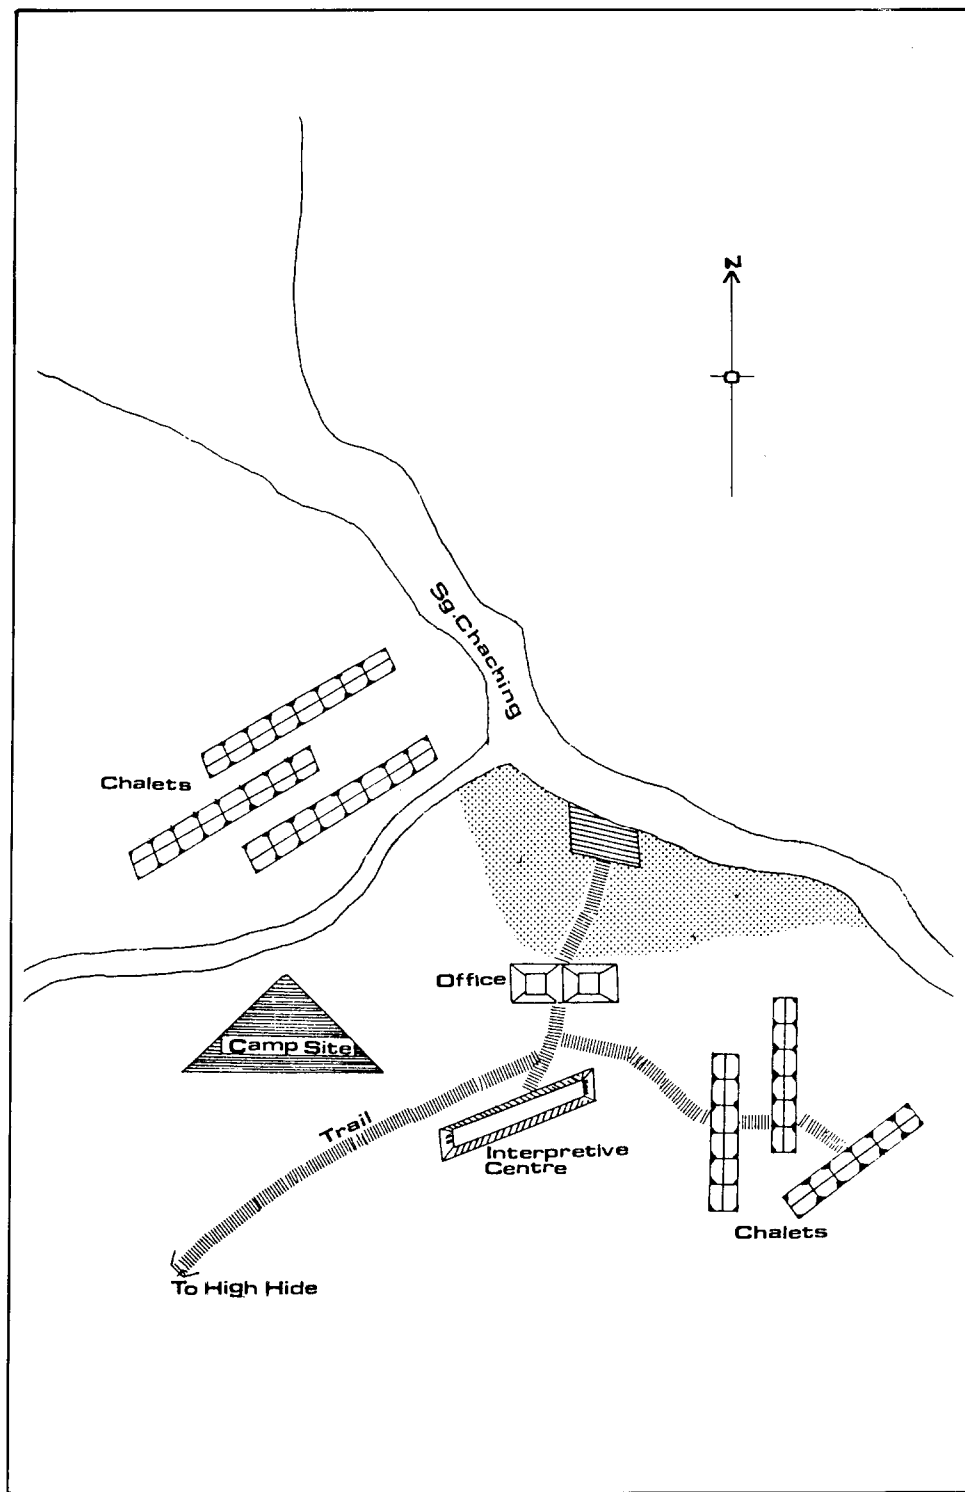 N
Sg.Chaching
Chalets
Office
Camp Site
Trail
Interpretive
Centre
Chalets
To High Hide